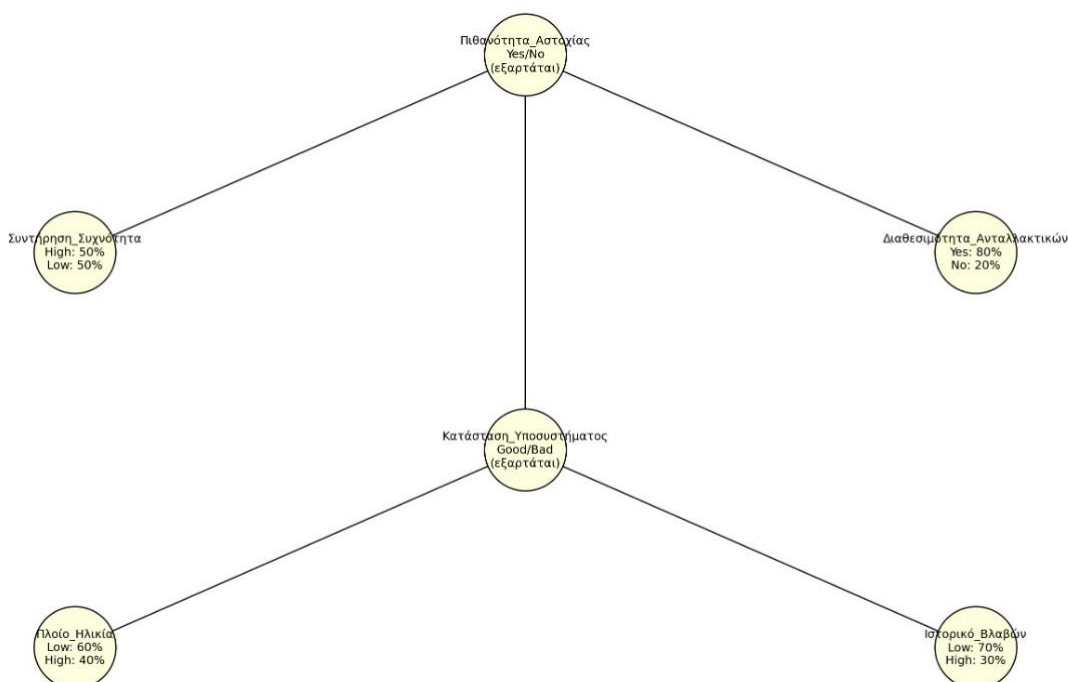 Πιθανότητα_Αστοχίας
Yes/No
(εξαρτάται)
Συντήρηση_Συχνότητα
High: 50%
Low: 50%
Διαθεσιμότητα_Ανταλλακτικών
Yes: 80%
No: 20%
Κατάσταση_Υποσυστήματος
Good/Bad
(εξαρτάται)
Πλοίο_Ηλικία
Low: 60%
High: 40%
Ιστορικό_Βλαβών
Low: 70%
High: 30%